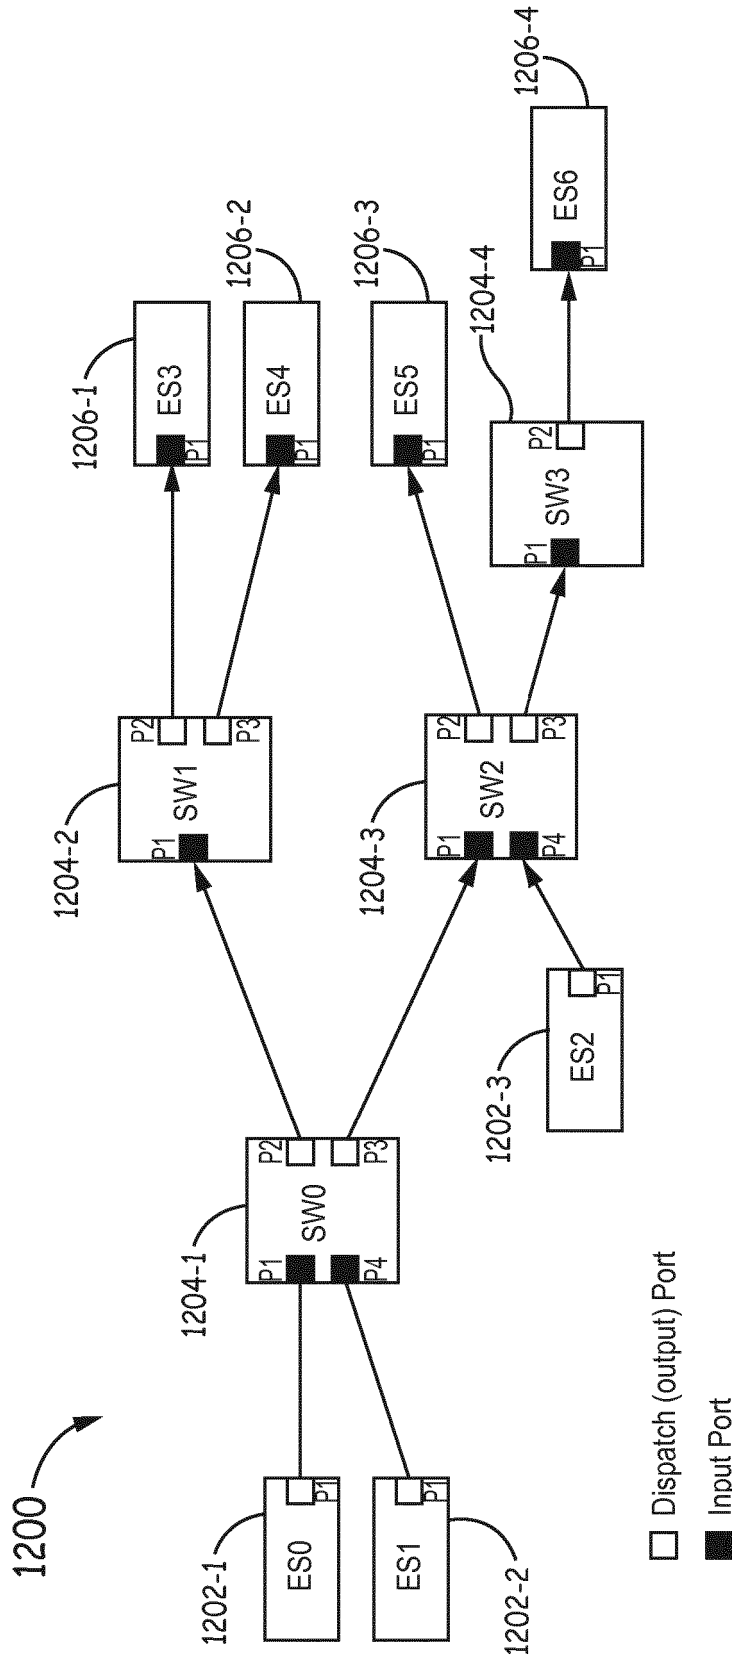 1200
1202-1
ES0
P1
1202-2
ES1
P1
1204-1
SW0
P1
P2
P3
P4
1202-3
ES2
P1
1204-2
SW1
P1
P2
P3
1204-3
SW2
P1
P2
P3
P4
1206-1
ES3
P1
1206-2
ES4
P1
1206-3
ES5
P1
1204-4
SW3
P1
P2
1206-4
ES6
P1
Dispatch (output) Port
Input Port